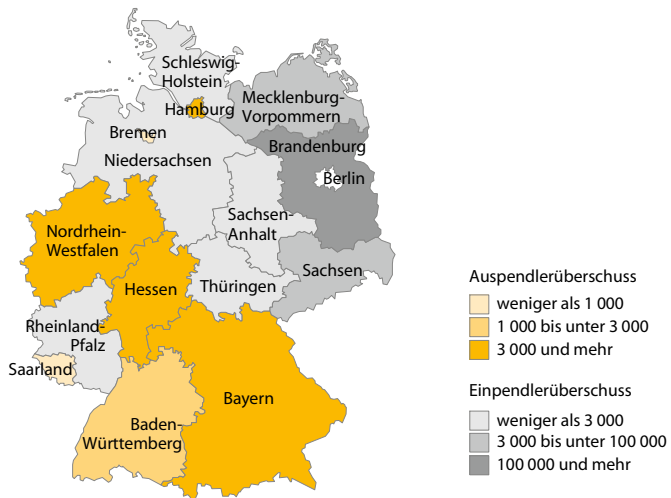 Schleswig-
Holstein
Hamburg
Mecklenburg-
Vorpommern
Bremen
Niedersachsen
Brandenburg
Berlin
Sachsen-
Anhalt
Nordrhein-
Westfalen
Hessen
Thüringen
Sachsen
Rheinland-
Pfalz
Saarland
Bayern
Baden-
Württemberg
Auspendlerüberschuss
weniger als 1 000
1 000 bis unter 3 000
3 000 und mehr
Einpendlerüberschuss
weniger als 3 000
3 000 bis unter 100 000
100 000 und mehr